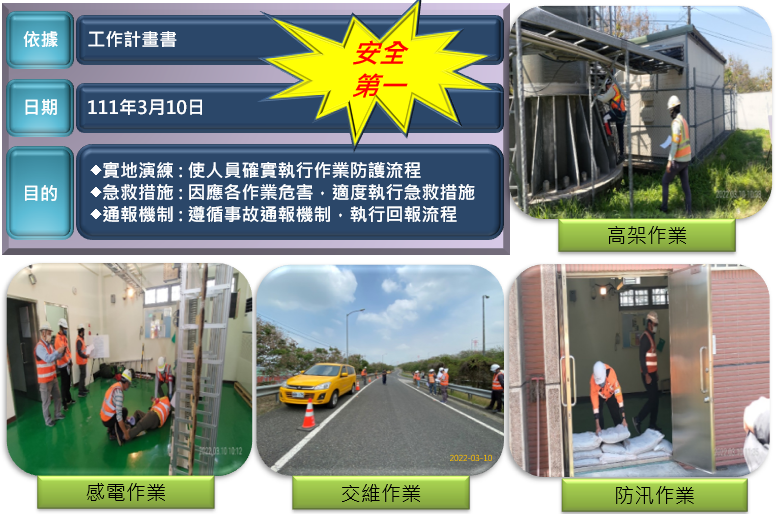 依據
工作計畫書
安全
第一
日期
111年3月10日
目的
◆實地演練：使人員確實執行作業防護流程
◆急救措施：因應各作業危害，適度執行急救措施
◆通報機制：遵循事故通報機制，執行回報流程
高架作業
2022.03.10 10:12
感電作業
2022-03-10
交維作業
防汛作業